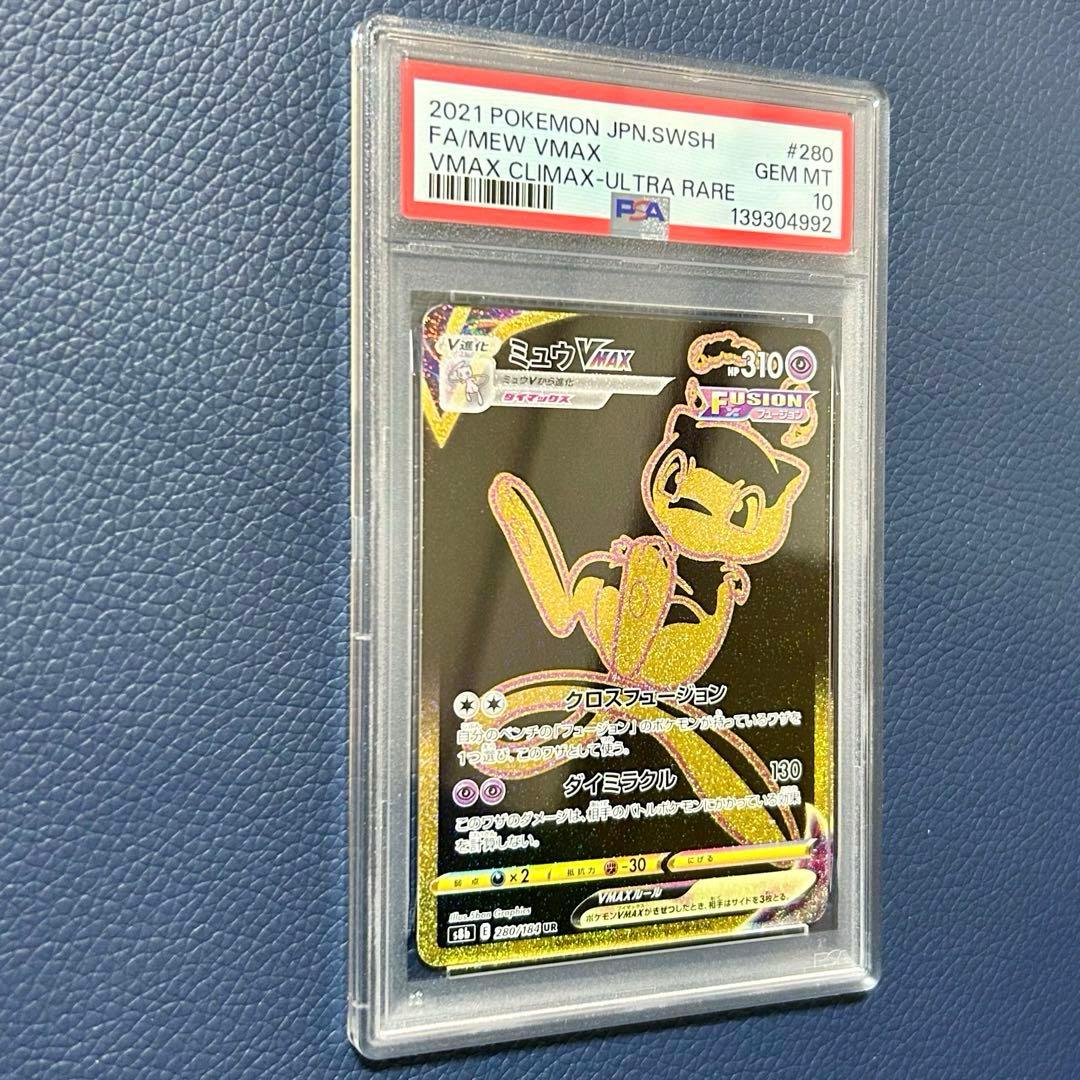 2021 POKEMON JPN.SWSH #280
FA/MEW VMAX GEM MT
VMAX CLIMAX-ULTRA RARE 10
PSA 139304992
V進化 ミュウVMAX HP310
ミュウVから進化
ダイマックス
FUSION
フュージョン
クロスフュージョン
自分のベンチの「フュージョン」のポケモンが持っているワザを
1つ選び、このワザとして使う。
ダイミラクル 130
このワザのダメージは、相手のバトルポケモンにかかっている効果
を計算しない。
弱点 ×2 抵抗力 -30 にげる
VMAXルール
ポケモンVMAXがきぜつしたとき、相手はサイドを3枚とる。
Illus.5ban Graphics
s8b E 280/184 UR
PSA